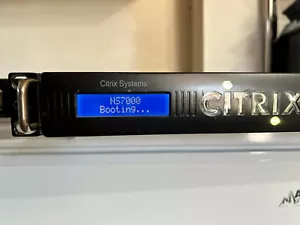 Citrix Systems
NS7000
Booting...
CITRIX